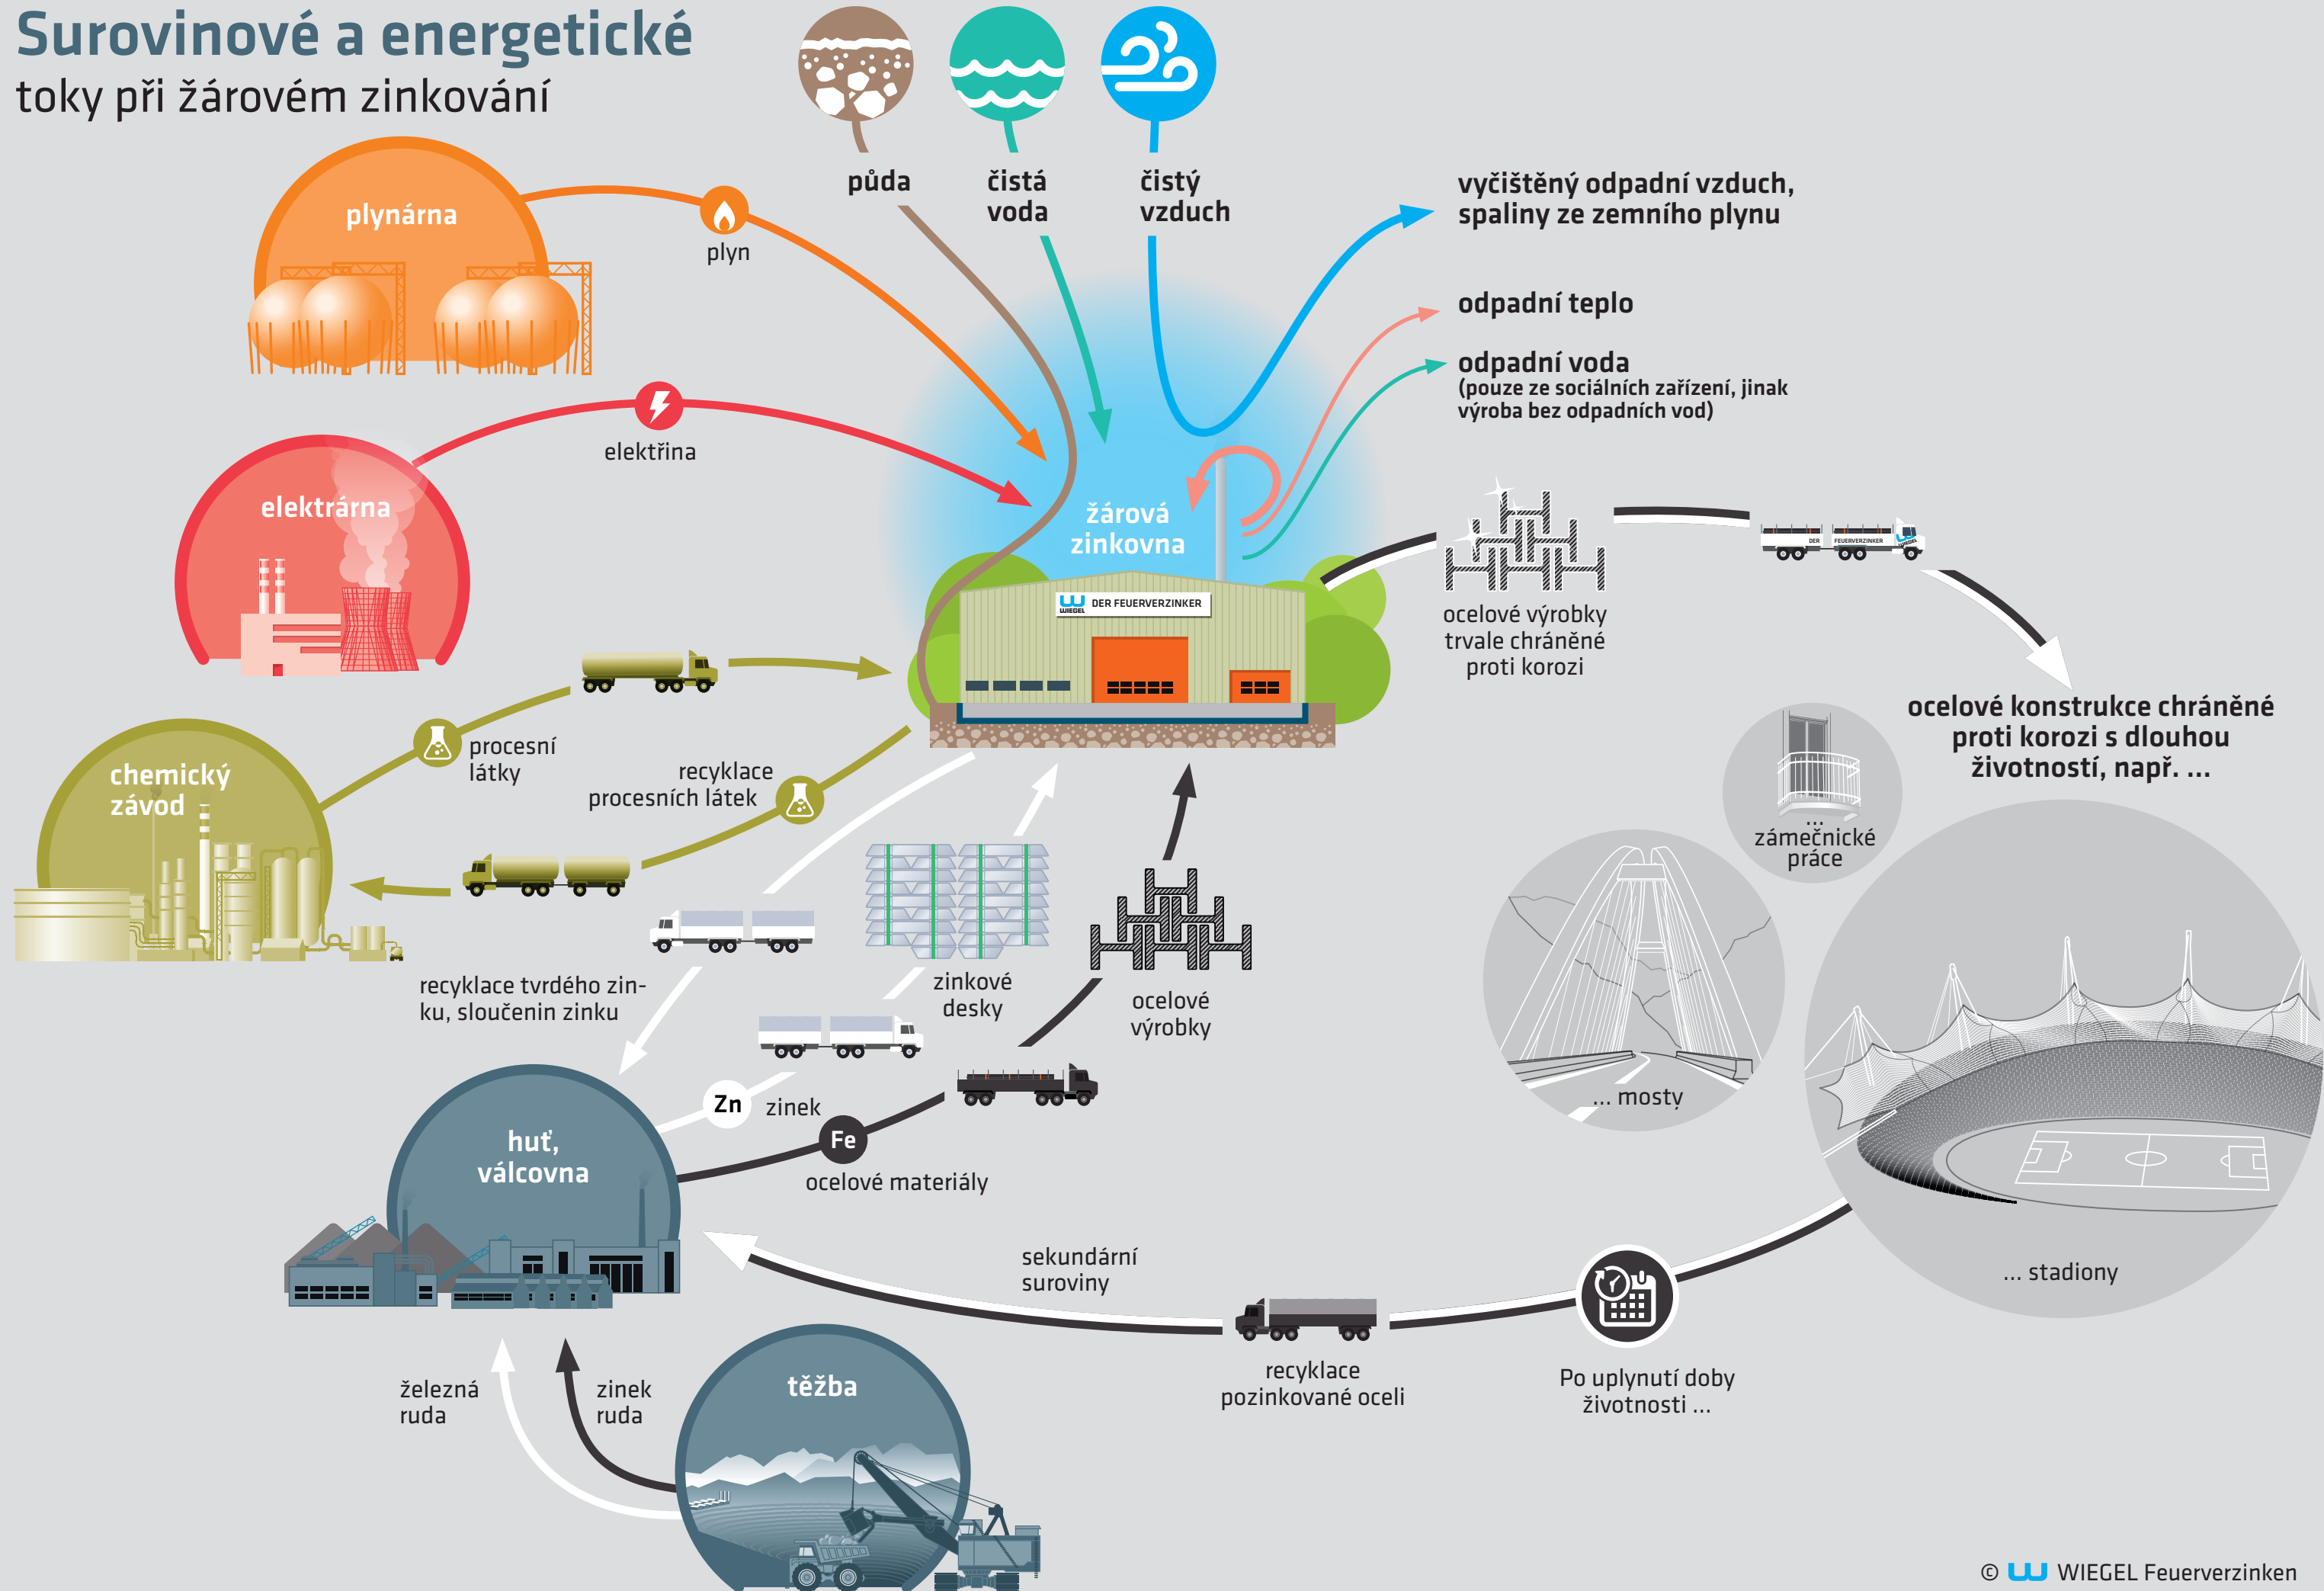 Surovinové a energetické
toky při žárovém zinkování
půda
čistá
voda
čistý
vzduch
vyčištěný odpadní vzduch,
spaliny ze zemního plynu
odpadní teplo
odpadní voda
(pouze ze sociálních zařízení, jinak
výroba bez odpadních vod)
plynárna
plyn
elektrárna
elektřina
žárová
zinkovna
WIEGEL DER FEUERVERZINKER
ocelové výrobky
trvale chráněné
proti korozi
DER FEUERVERZINKER WIEGEL
ocelové konstrukce chráněné
proti korozi s dlouhou
životností, např. ...
...
zámečnické
práce
... mosty
... stadiony
chemický
závod
procesní
látky
recyklace
procesních látek
recyklace tvrdého zin-
ku, sloučenin zinku
zinkové
desky
ocelové
výrobky
Zn zinek
Fe
ocelové materiály
huť,
válcovna
sekundární
suroviny
recyklace
pozinkované oceli
Po uplynutí doby
životnosti ...
železná
ruda
zinek
ruda
těžba
© WIEGEL Feuerverzinken